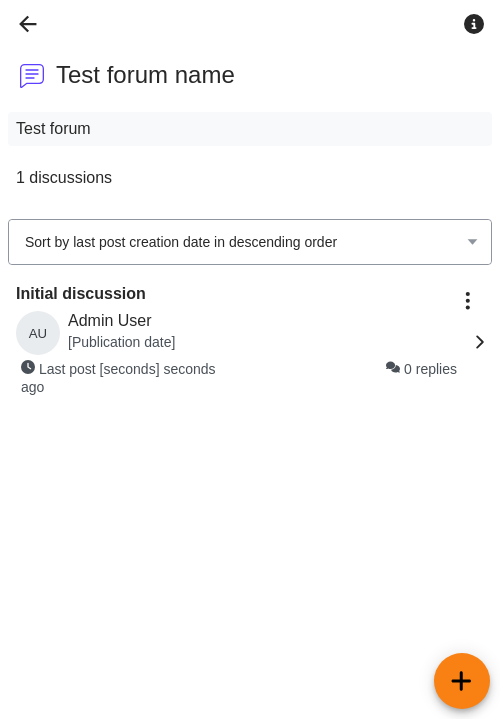 Test forum name
Test forum
1 discussions
Sort by last post creation date in descending order
Initial discussion
AU
Admin User
[Publication date]
Last post [seconds] seconds
ago
0 replies